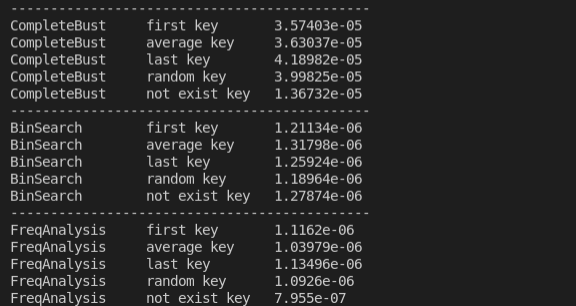 --------------------------------------------
CompleteBust     first key       3.57403e-05
CompleteBust     average key     3.63037e-05
CompleteBust     last key        4.18982e-05
CompleteBust     random key      3.99825e-05
CompleteBust     not exist key   1.36732e-05
--------------------------------------------
BinSearch        first key       1.21134e-06
BinSearch        average key     1.31798e-06
BinSearch        last key        1.25924e-06
BinSearch        random key      1.18964e-06
BinSearch        not exist key   1.27874e-06
--------------------------------------------
FreqAnalysis     first key       1.1162e-06
FreqAnalysis     average key     1.03979e-06
FreqAnalysis     last key        1.13496e-06
FreqAnalysis     random key      1.0926e-06
FreqAnalysis     not exist key   7.955e-07